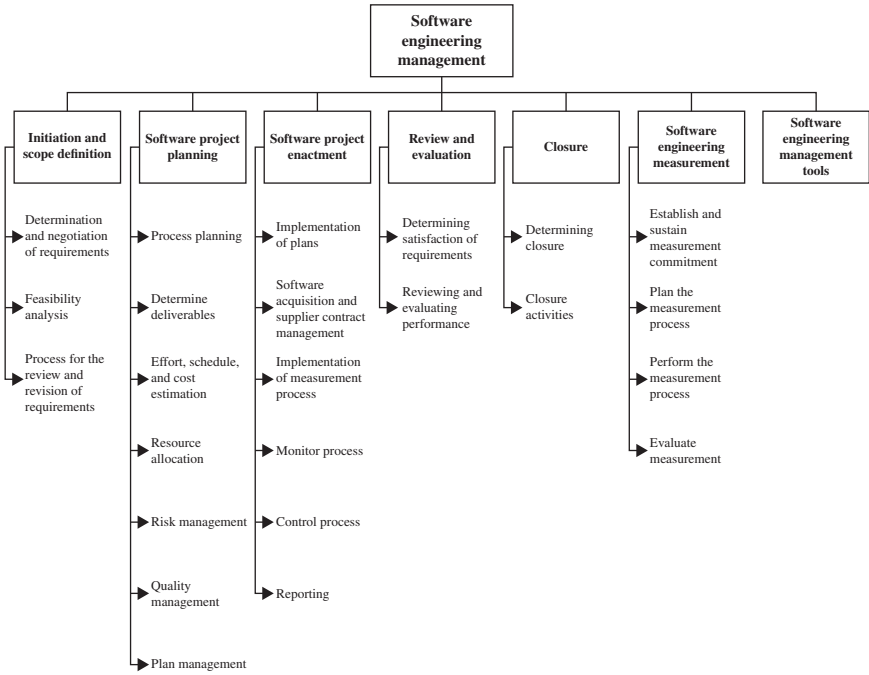 Software
engineering
management
Initiation and
scope definition
Determination
and negotiation
of requirements
Feasibility
analysis
Process for the
review and
revision of
requirements
Software project
planning
Process planning
Determine
deliverables
Effort, schedule,
and cost
estimation
Resource
allocation
Risk management
Quality
management
Plan management
Software project
enactment
Implementation
of plans
Software
acquisition and
supplier contract
management
Implementation
of measurement
process
Monitor process
Control process
Reporting
Review and
evaluation
Determining
satisfaction of
requirements
Reviewing and
evaluating
performance
Closure
Determining
closure
Closure
activities
Software
engineering
measurement
Establish and
sustain
measurement
commitment
Plan the
measurement
process
Perform the
measurement
process
Evaluate
measurement
Software
engineering
management
tools